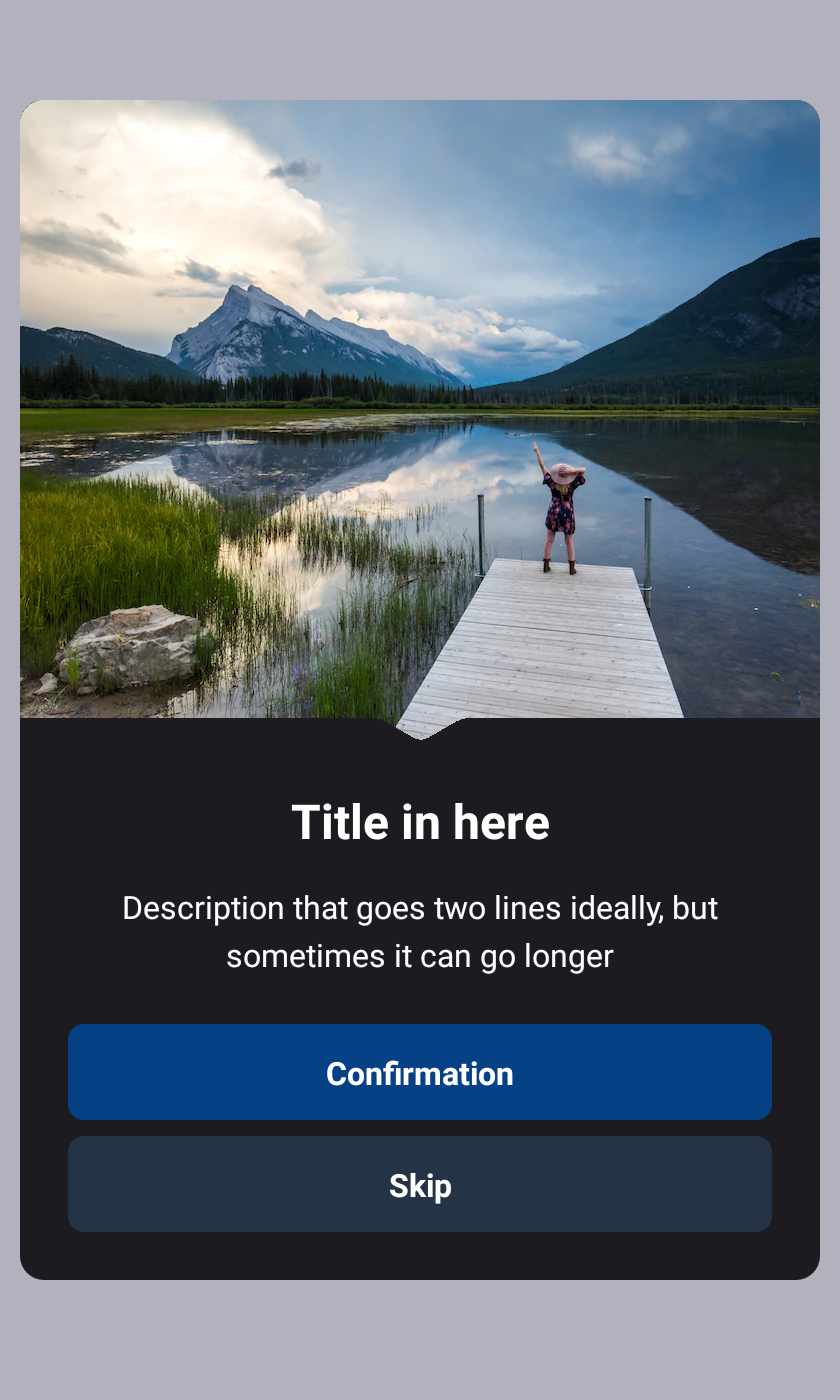 Title in here
Description that goes two lines ideally, but
sometimes it can go longer
Confirmation
Skip